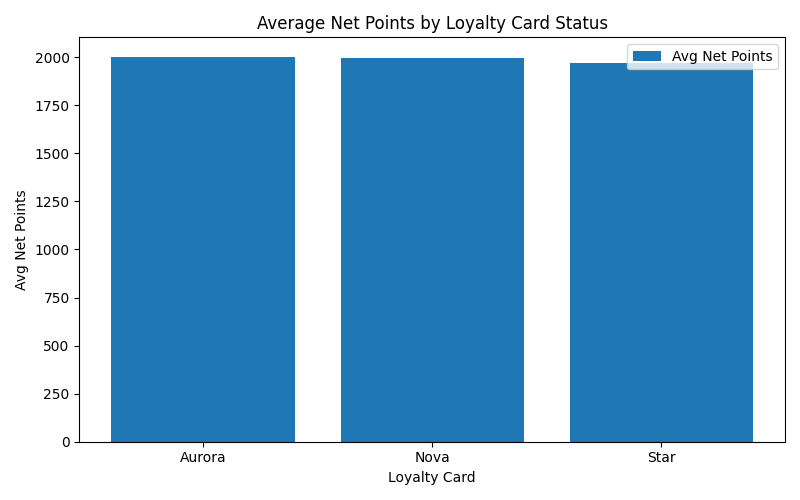 Average Net Points by Loyalty Card Status
Avg Net Points
2000
1750
1500
1250
1000
750
500
250
0
Avg Net Points
Aurora Nova Star
Loyalty Card